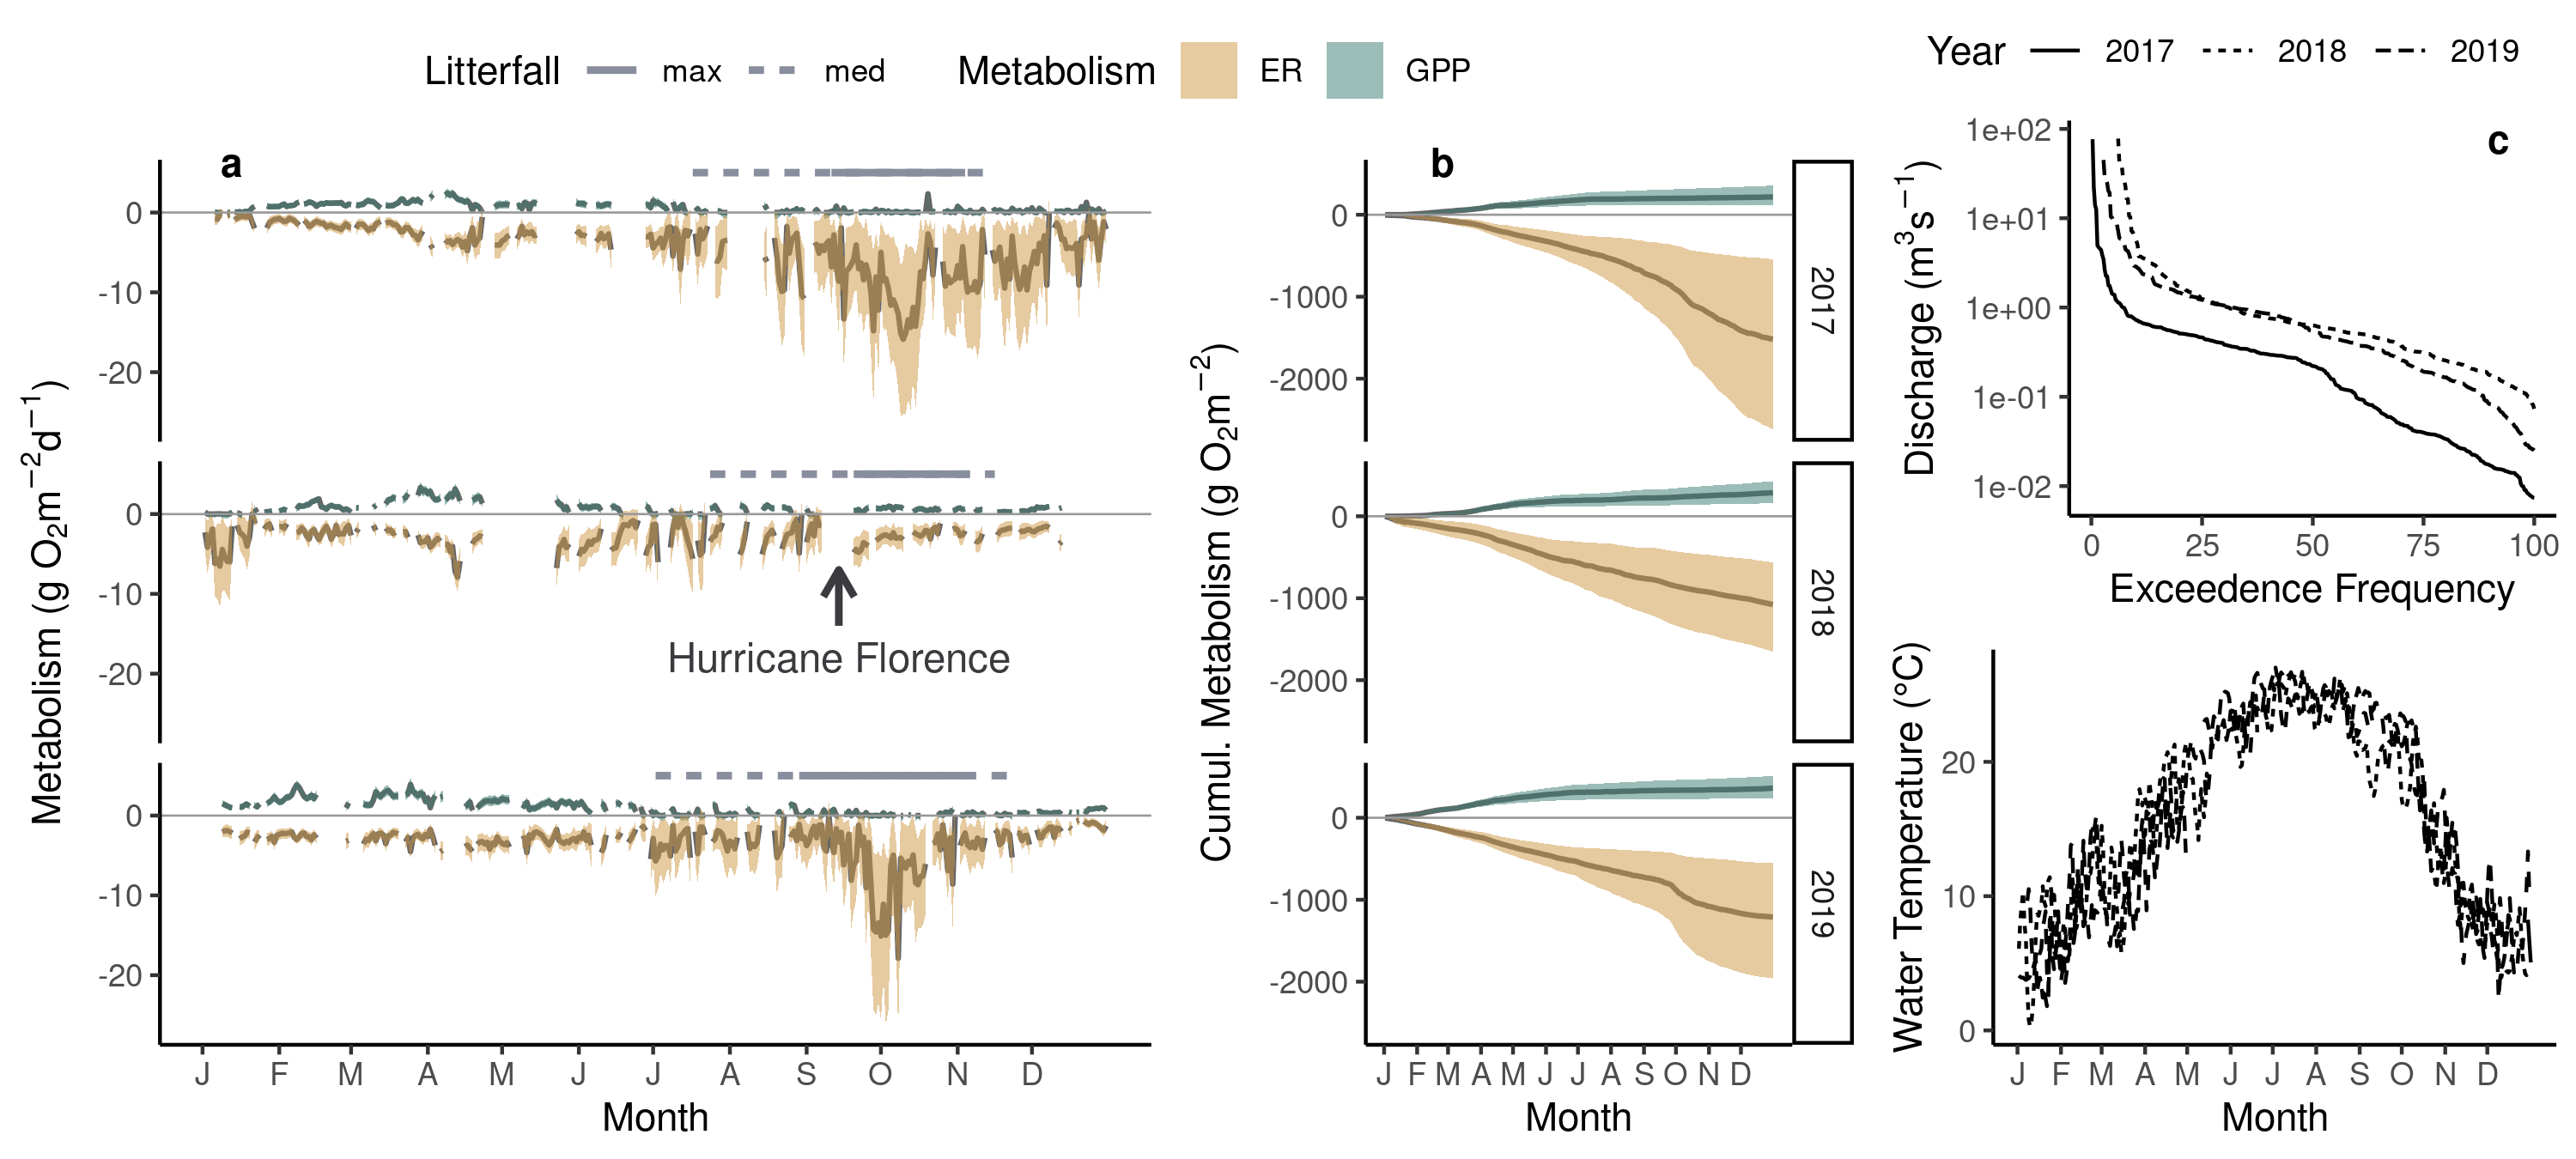 Litterfall max med Metabolism ER GPP
Year 2017 2018 2019
a
0
-10
-20
0
-10
-20
Hurricane Florence
0
-10
-20
Metabolism (g O₂m⁻²d⁻¹)
J F M A M J J A S O N D
Month
b
0
-1000
-2000
2017
0
-1000
-2000
2018
0
-1000
-2000
2019
Cumul. Metabolism (g O₂m⁻²)
J F M A M J J A S O N D
Month
c
1e+02
1e+01
1e+00
1e-01
1e-02
Discharge (m³s⁻¹)
0 25 50 75 100
Exceedence Frequency
20
10
0
Water Temperature (°C)
J F M A M J J A S O N D
Month